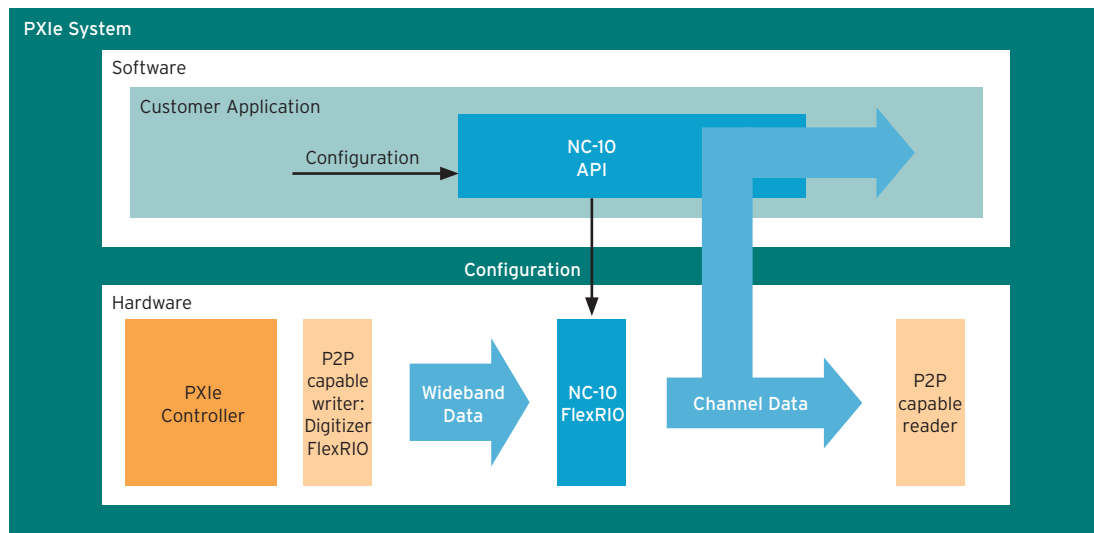 PXIe System
Software
Customer Application
Configuration
NC-10
API
Configuration
Hardware
PXIe
Controller
P2P
capable
writer:
Digitizer
FlexRIO
Wideband
Data
NC-10
FlexRIO
Channel Data
P2P
capable
reader